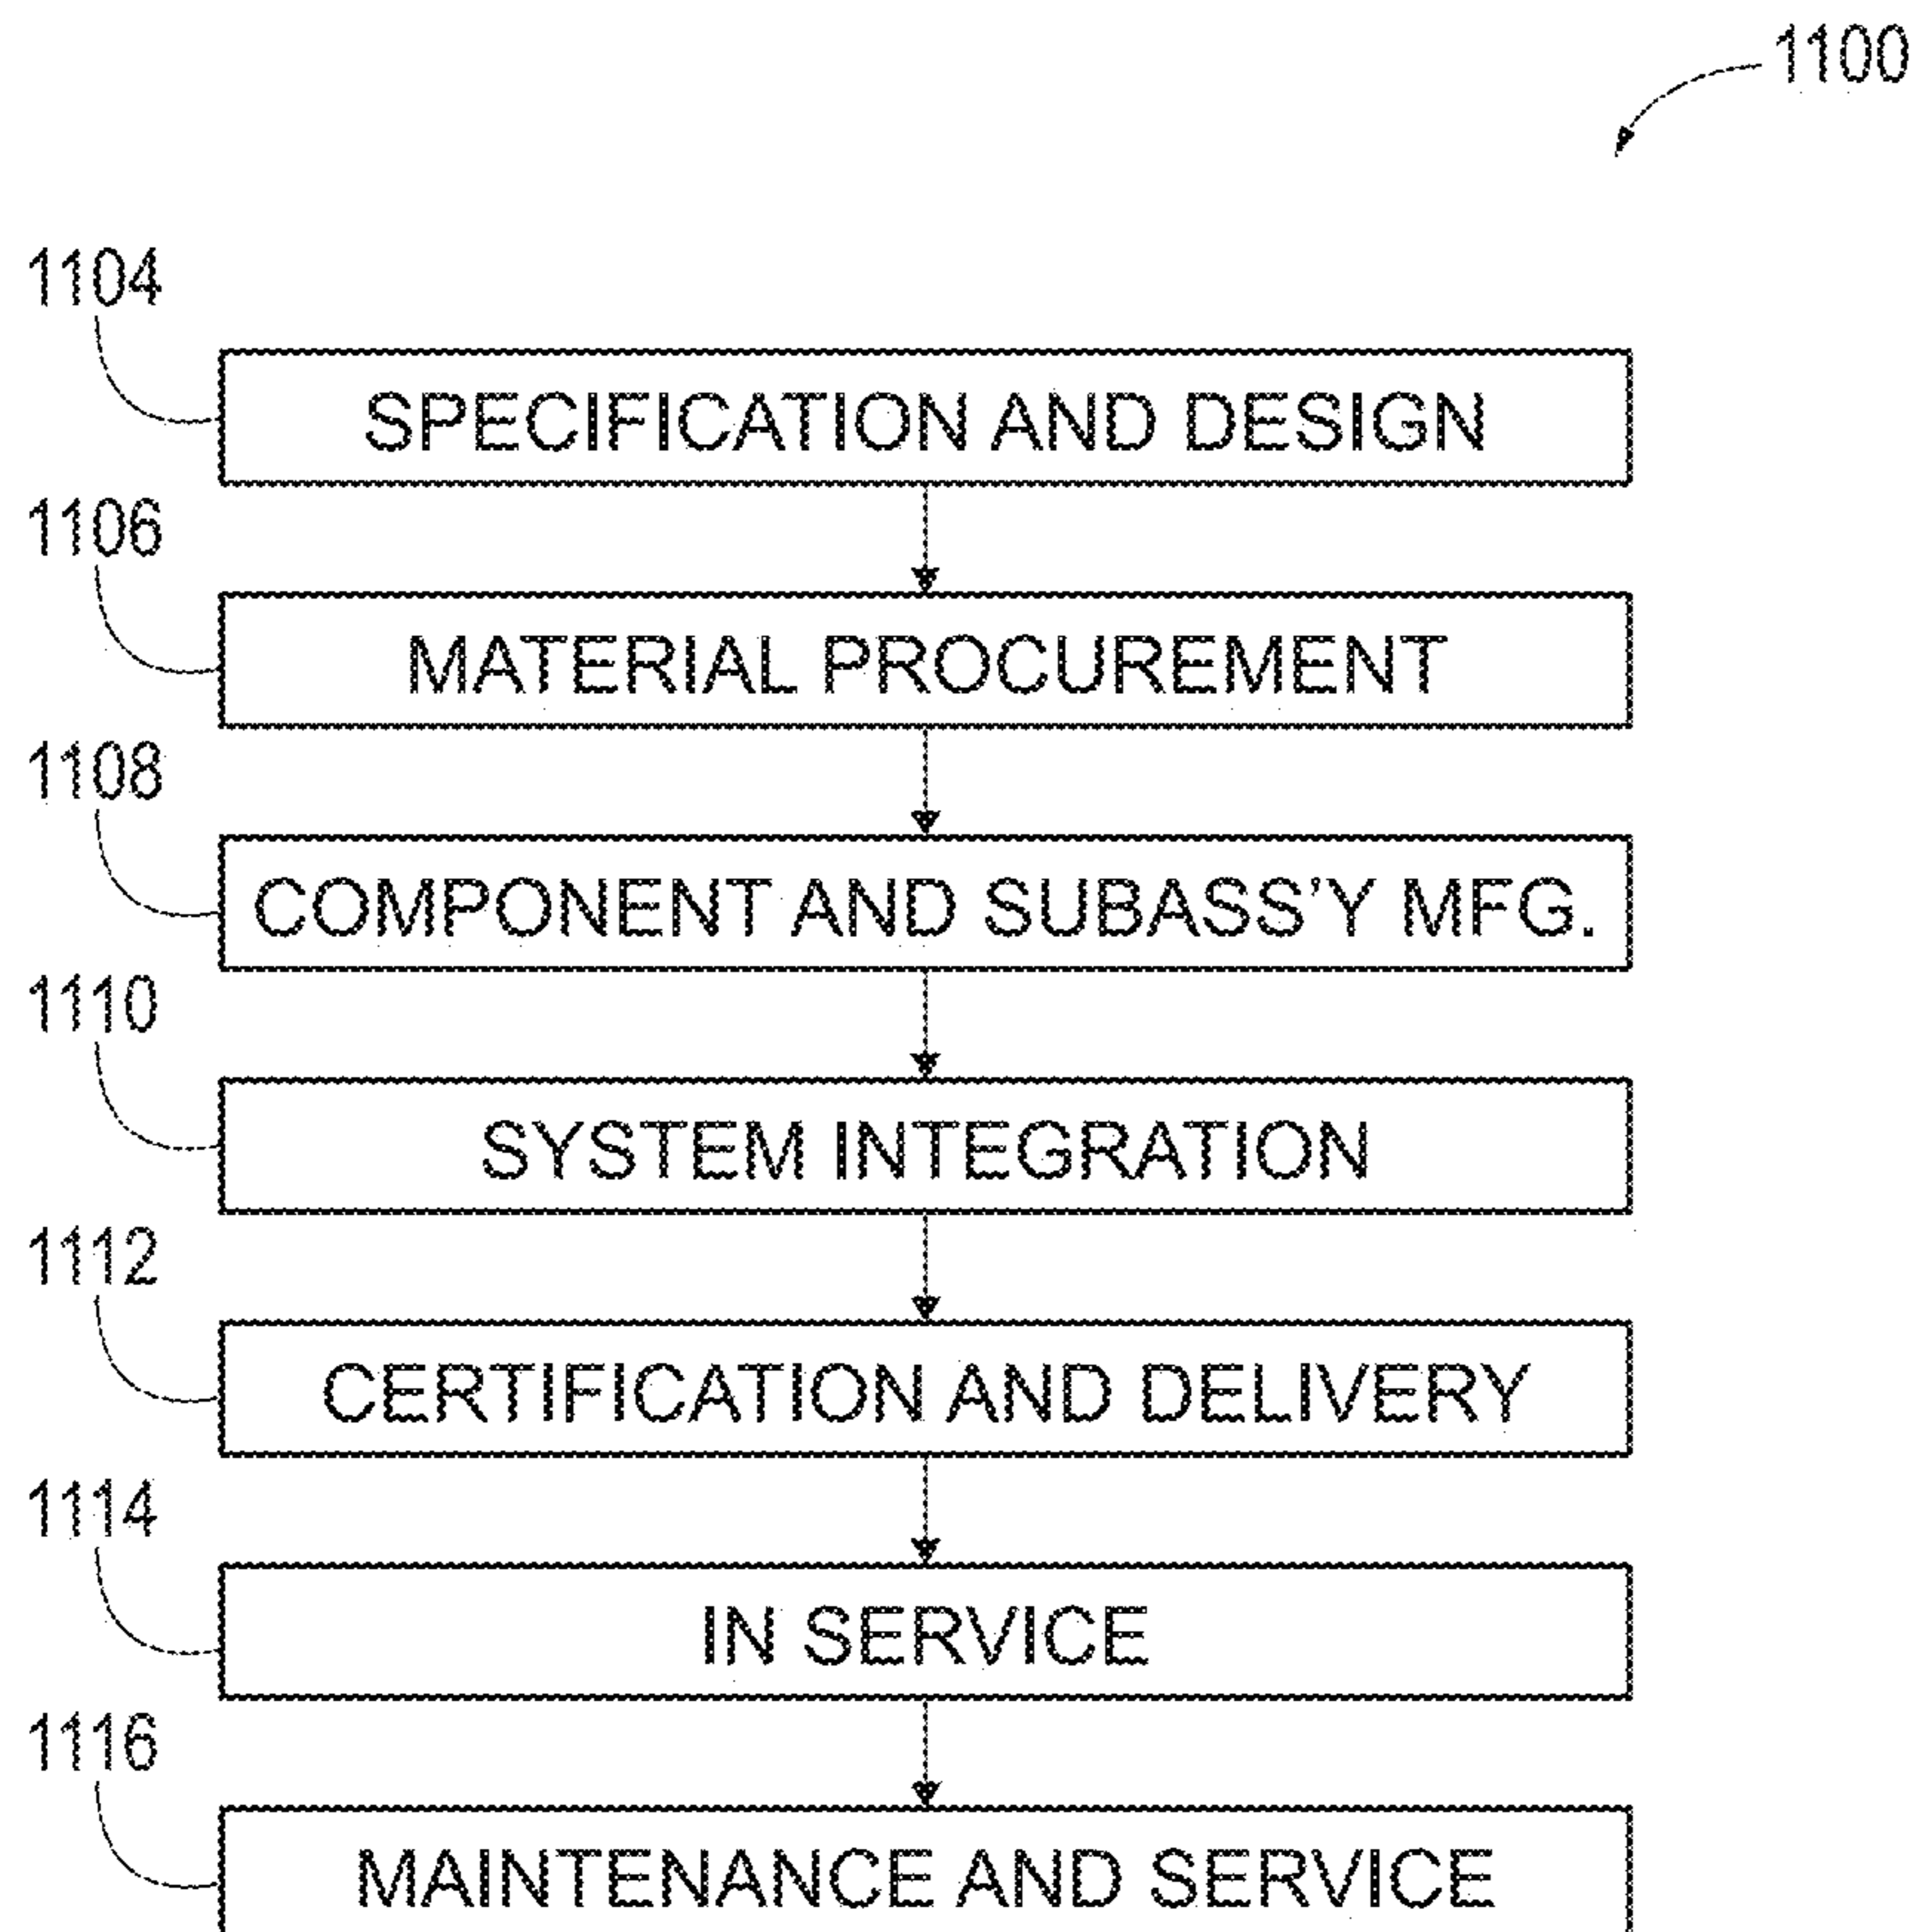 1100
1104
SPECIFICATION AND DESIGN
1106
MATERIAL PROCUREMENT
1108
COMPONENT AND SUBASS'Y MFG.
1110
SYSTEM INTEGRATION
1112
CERTIFICATION AND DELIVERY
1114
IN SERVICE
1116
MAINTENANCE AND SERVICE